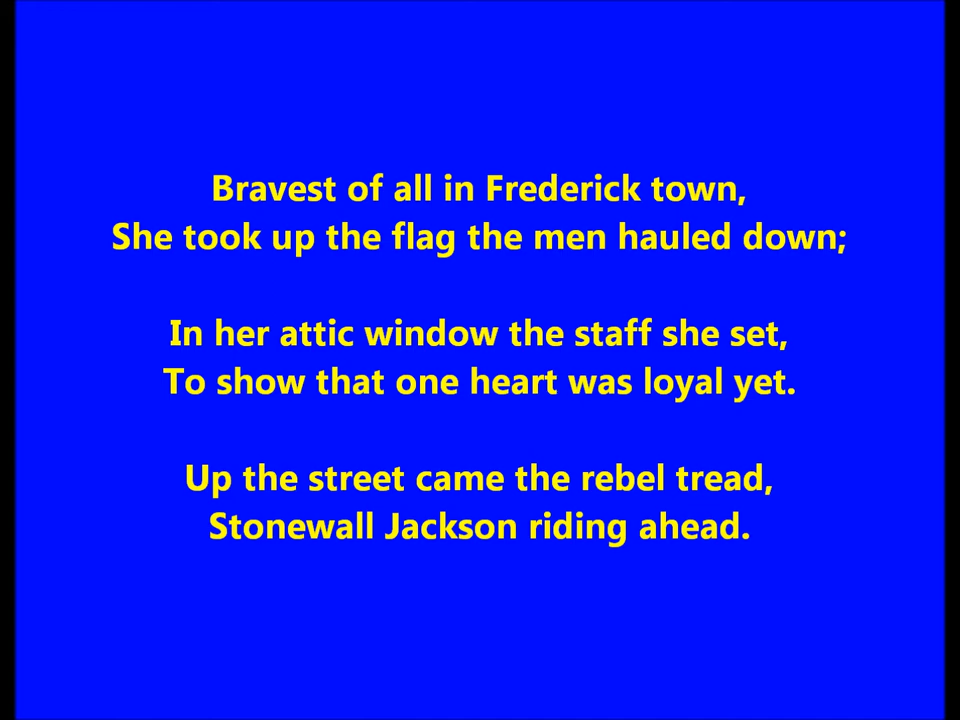 Bravest of all in Frederick town,
She took up the flag the men hauled down;
In her attic window the staff she set,
To show that one heart was loyal yet.
Up the street came the rebel tread,
Stonewall Jackson riding ahead.